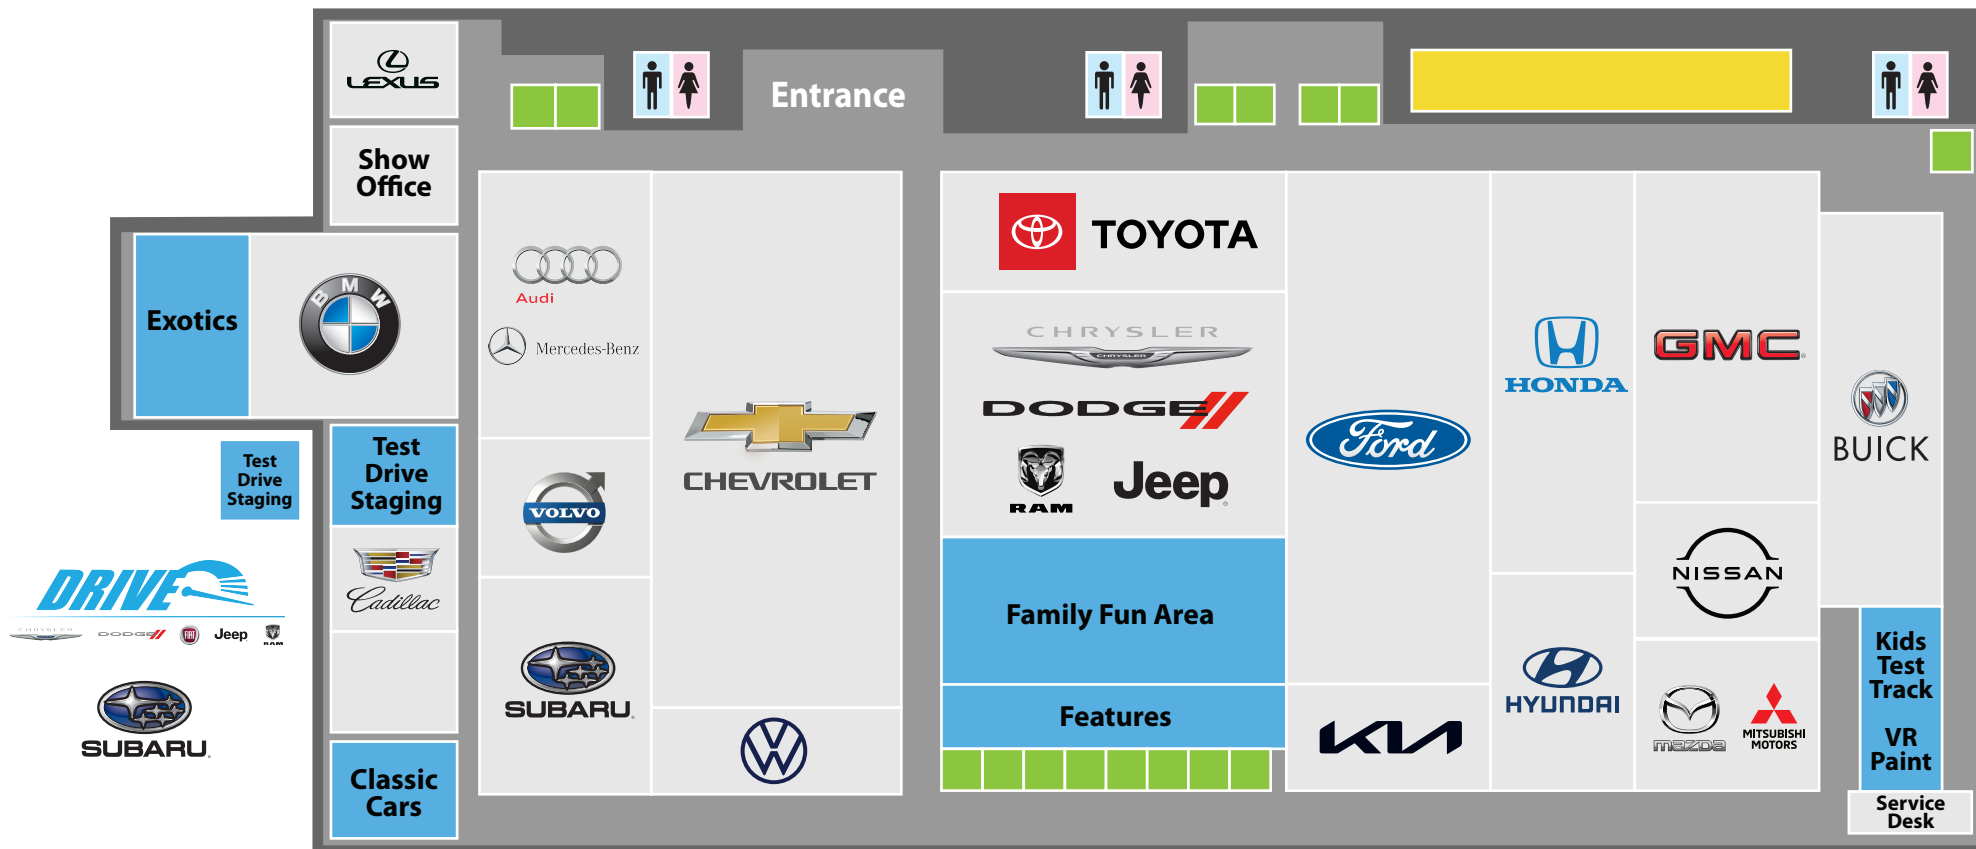 LEXUS
Entrance
Show
Office
Exotics
BMW
Audi
Mercedes-Benz
CHEVROLET
TOYOTA
CHRYSLER
CHRYSLER
DODGE
RAM
Jeep
Ford
HONDA
GMC
BUICK
Test
Drive
Staging
Test
Drive
Staging
VOLVO
Cadillac
NISSAN
DRIVE
CHRYSLER
DODGE
FIAT
Jeep
RAM
SUBARU
SUBARU
Family Fun Area
Features
KIA
HYUNDAI
mazda
MITSUBISHI
MOTORS
Kids
Test
Track
VR
Paint
Classic
Cars
Service
Desk